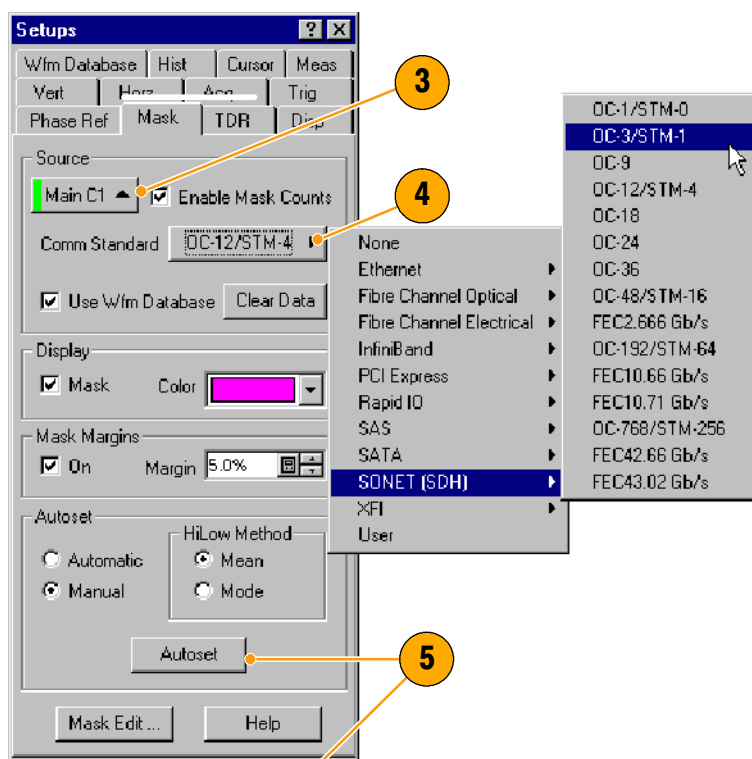 Setups
Wfm Database Hist Cursor Meas
Vert Horz Acq Trig
Phase Ref Mask TDR Disp
3
Source
Main C1 Enable Mask Counts
4
Comm Standard OC-12/STM-4
Use Wfm Database Clear Data
Display
Mask Color
Mask Margins
On Margin 5.0%
Autoset
HiLow Method
Automatic Mean
Manual Mode
Autoset
5
Mask Edit ... Help
None
Ethernet
Fibre Channel Optical
Fibre Channel Electrical
InfiniBand
PCI Express
Rapid IO
SAS
SATA
SONET (SDH)
XFI
User
OC-1/STM-0
OC-3/STM-1
OC-9
OC-12/STM-4
OC-18
OC-24
OC-36
OC-48/STM-16
FEC2.666 Gb/s
OC-192/STM-64
FEC10.66 Gb/s
FEC10.71 Gb/s
OC-768/STM-256
FEC42.66 Gb/s
FEC43.02 Gb/s